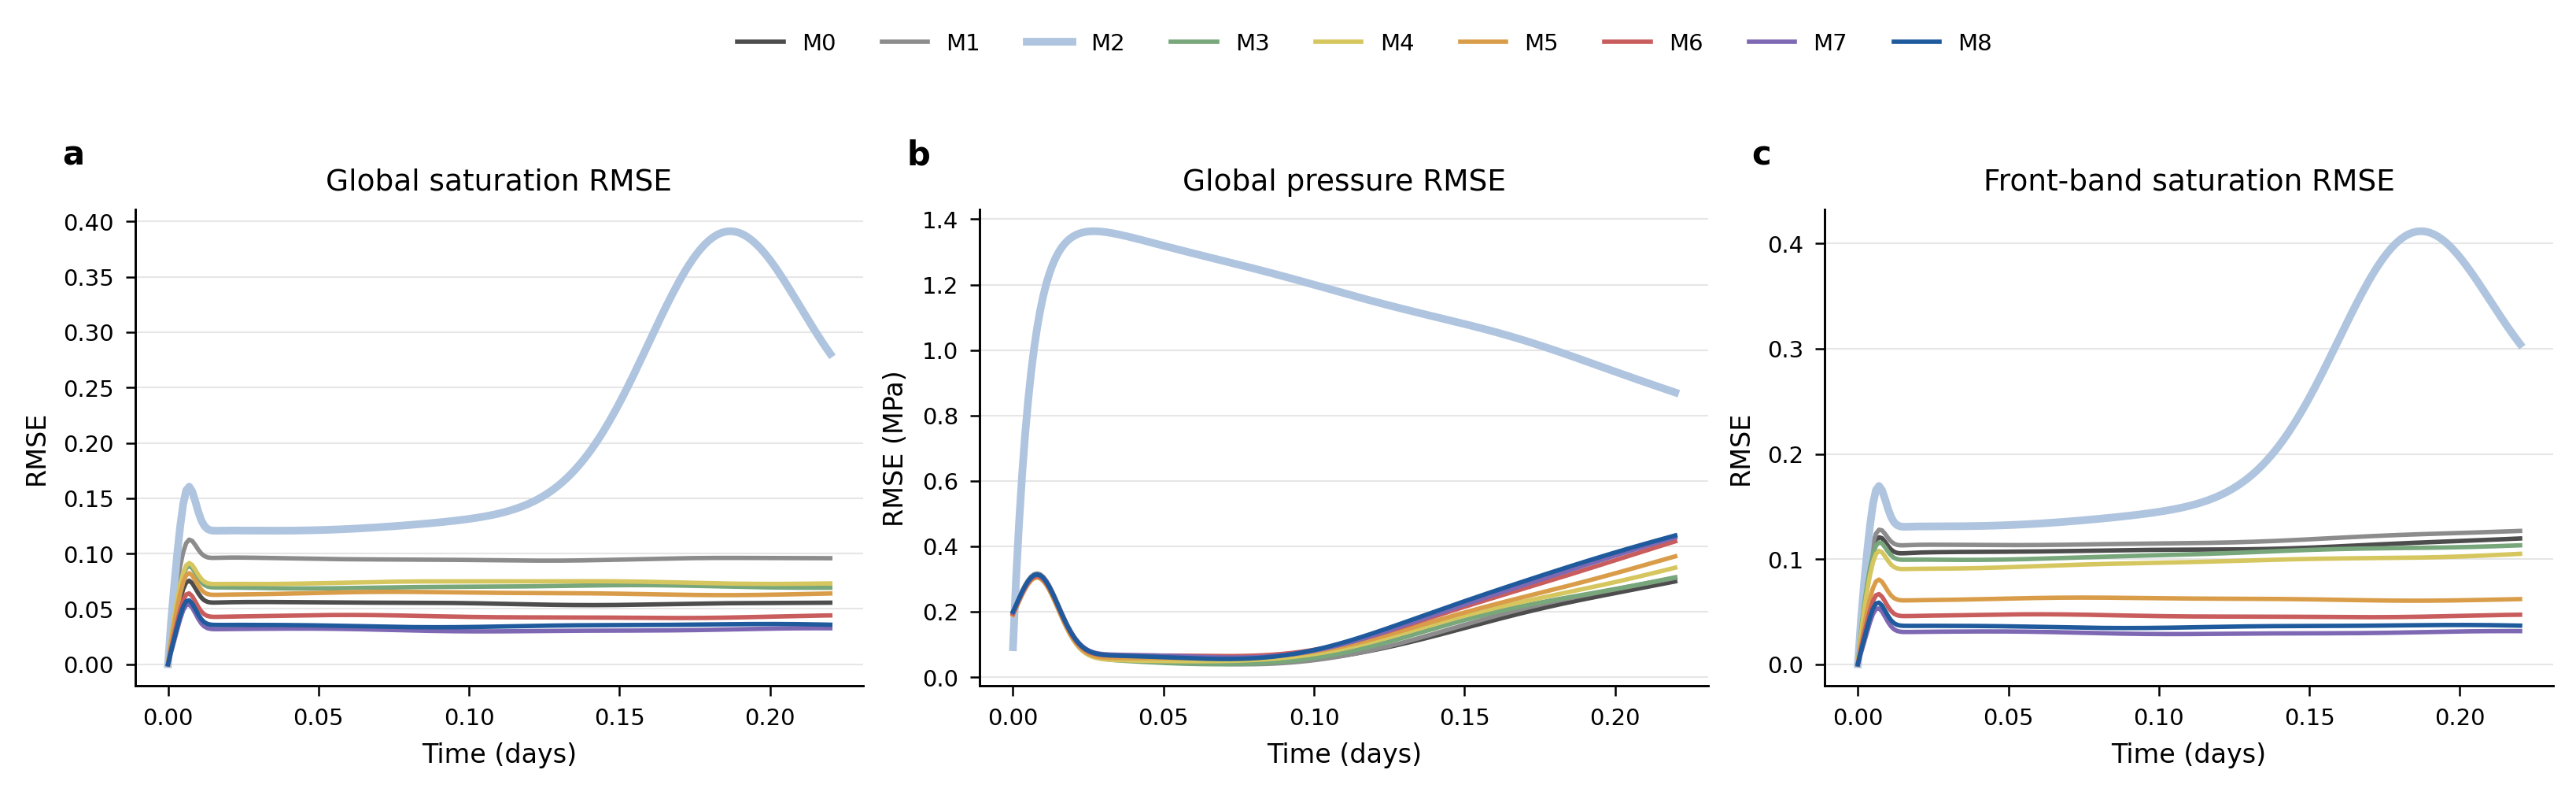 M0 M1 M2 M3 M4 M5 M6 M7 M8
a
Global saturation RMSE
0.40
0.35
0.30
0.25
0.20
0.15
0.10
0.05
0.00
RMSE
0.00 0.05 0.10 0.15 0.20
Time (days)
b
Global pressure RMSE
1.4
1.2
1.0
0.8
0.6
0.4
0.2
0.0
RMSE (MPa)
0.00 0.05 0.10 0.15 0.20
Time (days)
c
Front-band saturation RMSE
0.4
0.3
0.2
0.1
0.0
RMSE
0.00 0.05 0.10 0.15 0.20
Time (days)